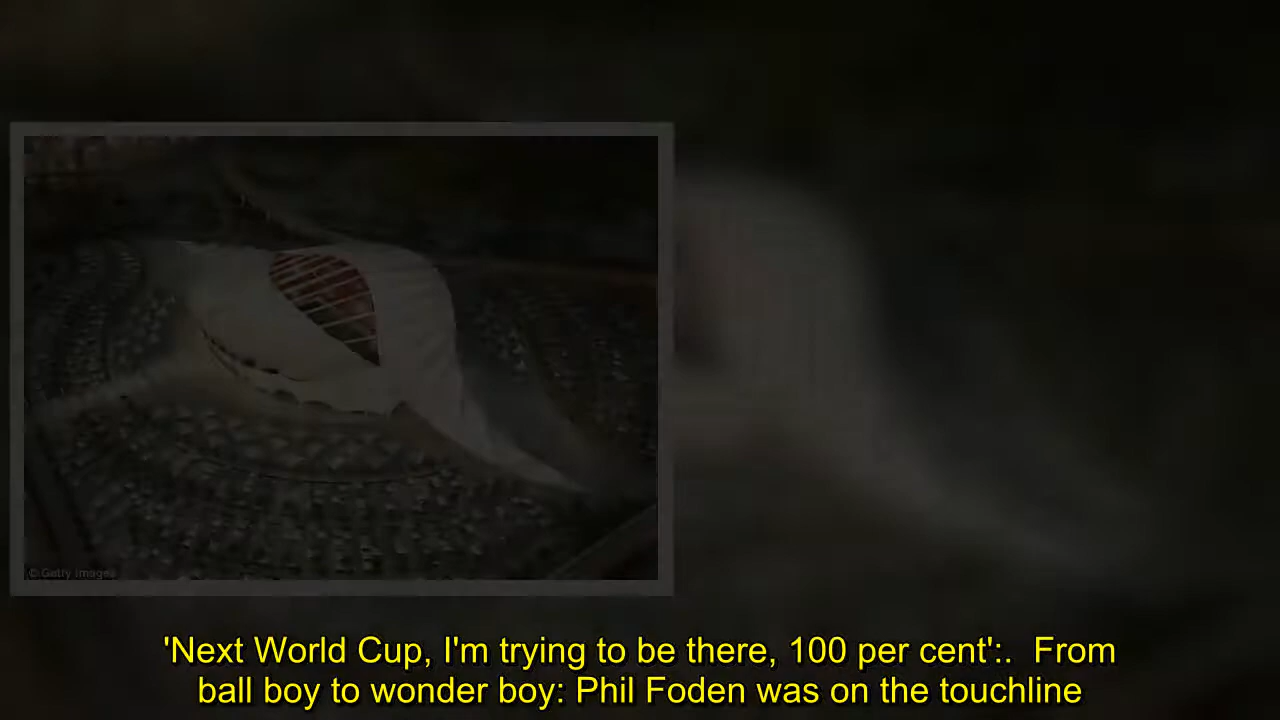 © Getty Images
'Next World Cup, I'm trying to be there, 100 per cent':.  From
ball boy to wonder boy: Phil Foden was on the touchline